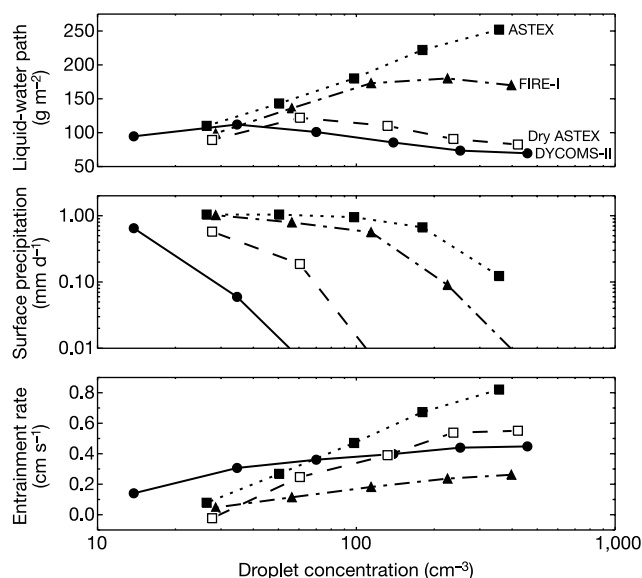 Liquid-water path
(g m⁻²)
250
200
150
100
50
ASTEX
FIRE-I
Dry ASTEX
DYCOMS-II
Surface precipitation
(mm d⁻¹)
1.00
0.10
0.01
Entrainment rate
(cm s⁻¹)
0.8
0.6
0.4
0.2
0.0
10
100
1,000
Droplet concentration (cm⁻³)